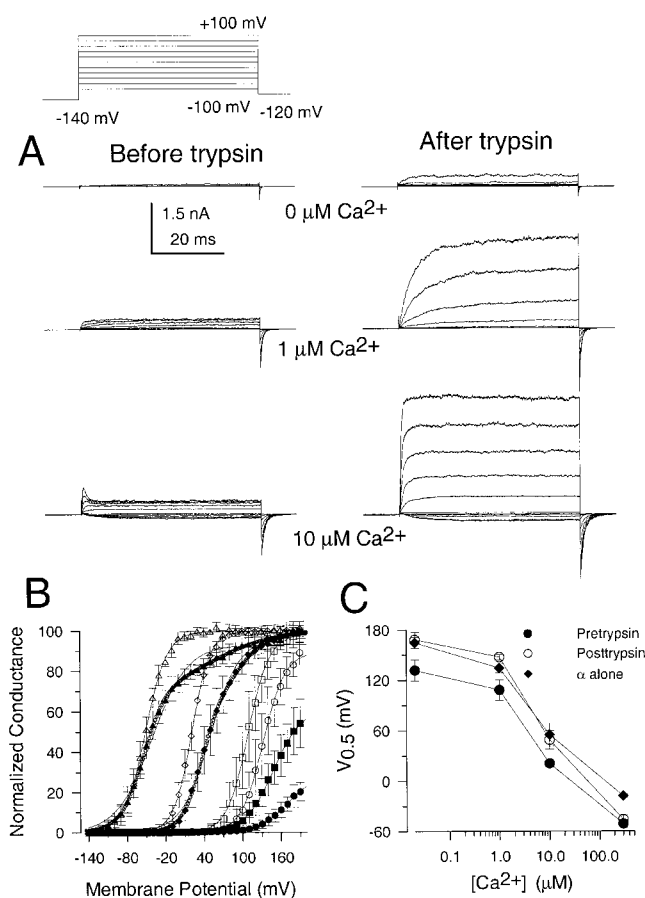 +100 mV
-100 mV
-140 mV
-120 mV
A
Before trypsin
After trypsin
1.5 nA
20 ms
0 μM Ca2+
1 μM Ca2+
10 μM Ca2+
B
Normalized Conductance
100
80
60
40
20
0
-140 -80 -20 40 100 160
Membrane Potential (mV)
C
V0.5 (mV)
180
120
60
0
-60
0.1 1.0 10.0 100.0
[Ca2+] (μM)
Pretrypsin
Posttrypsin
α alone